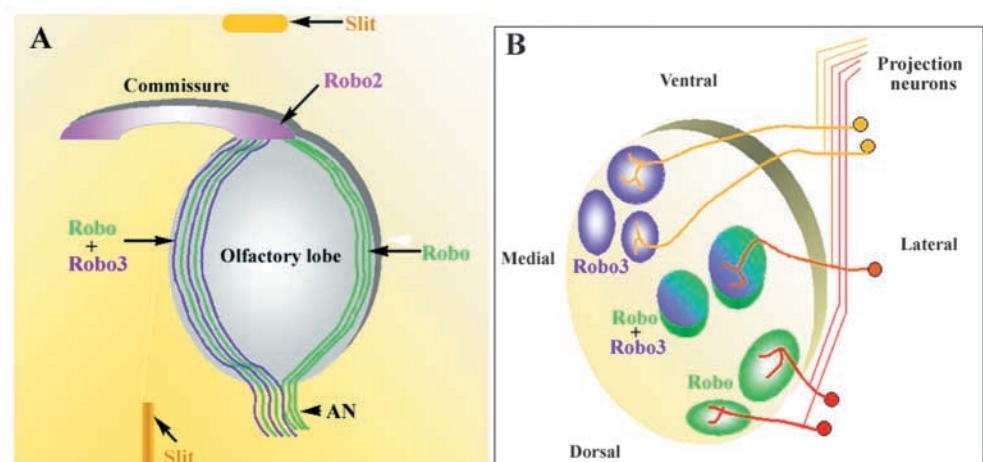 A
Slit
Commissure
Robo2
Robo
+
Robo3
Olfactory lobe
Robo
AN
Slit
B
Projection
neurons
Ventral
Medial
Lateral
Robo3
Robo
+
Robo3
Robo
Dorsal